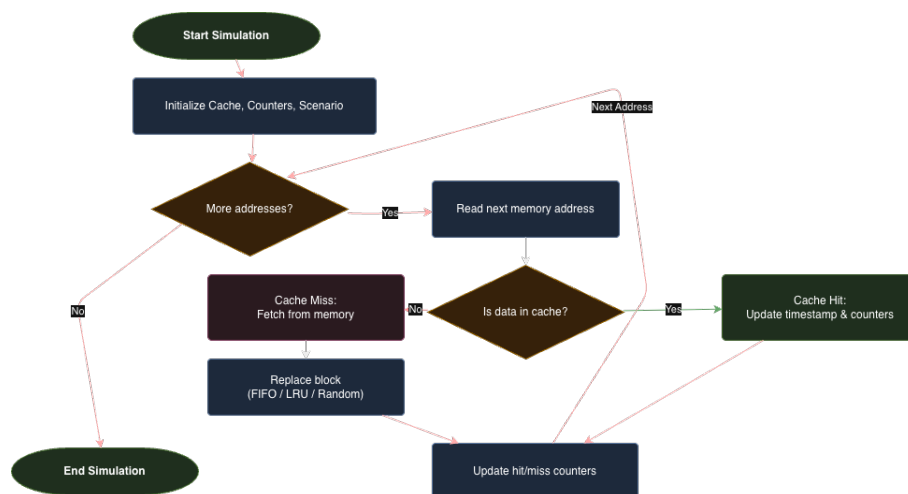 Start Simulation
Initialize Cache, Counters, Scenario
Next Address
More addresses?
Yes
Read next memory address
Cache Miss:
Fetch from memory
No
Is data in cache?
Yes
Cache Hit:
Update timestamp & counters
No
Replace block
(FIFO / LRU / Random)
End Simulation
Update hit/miss counters